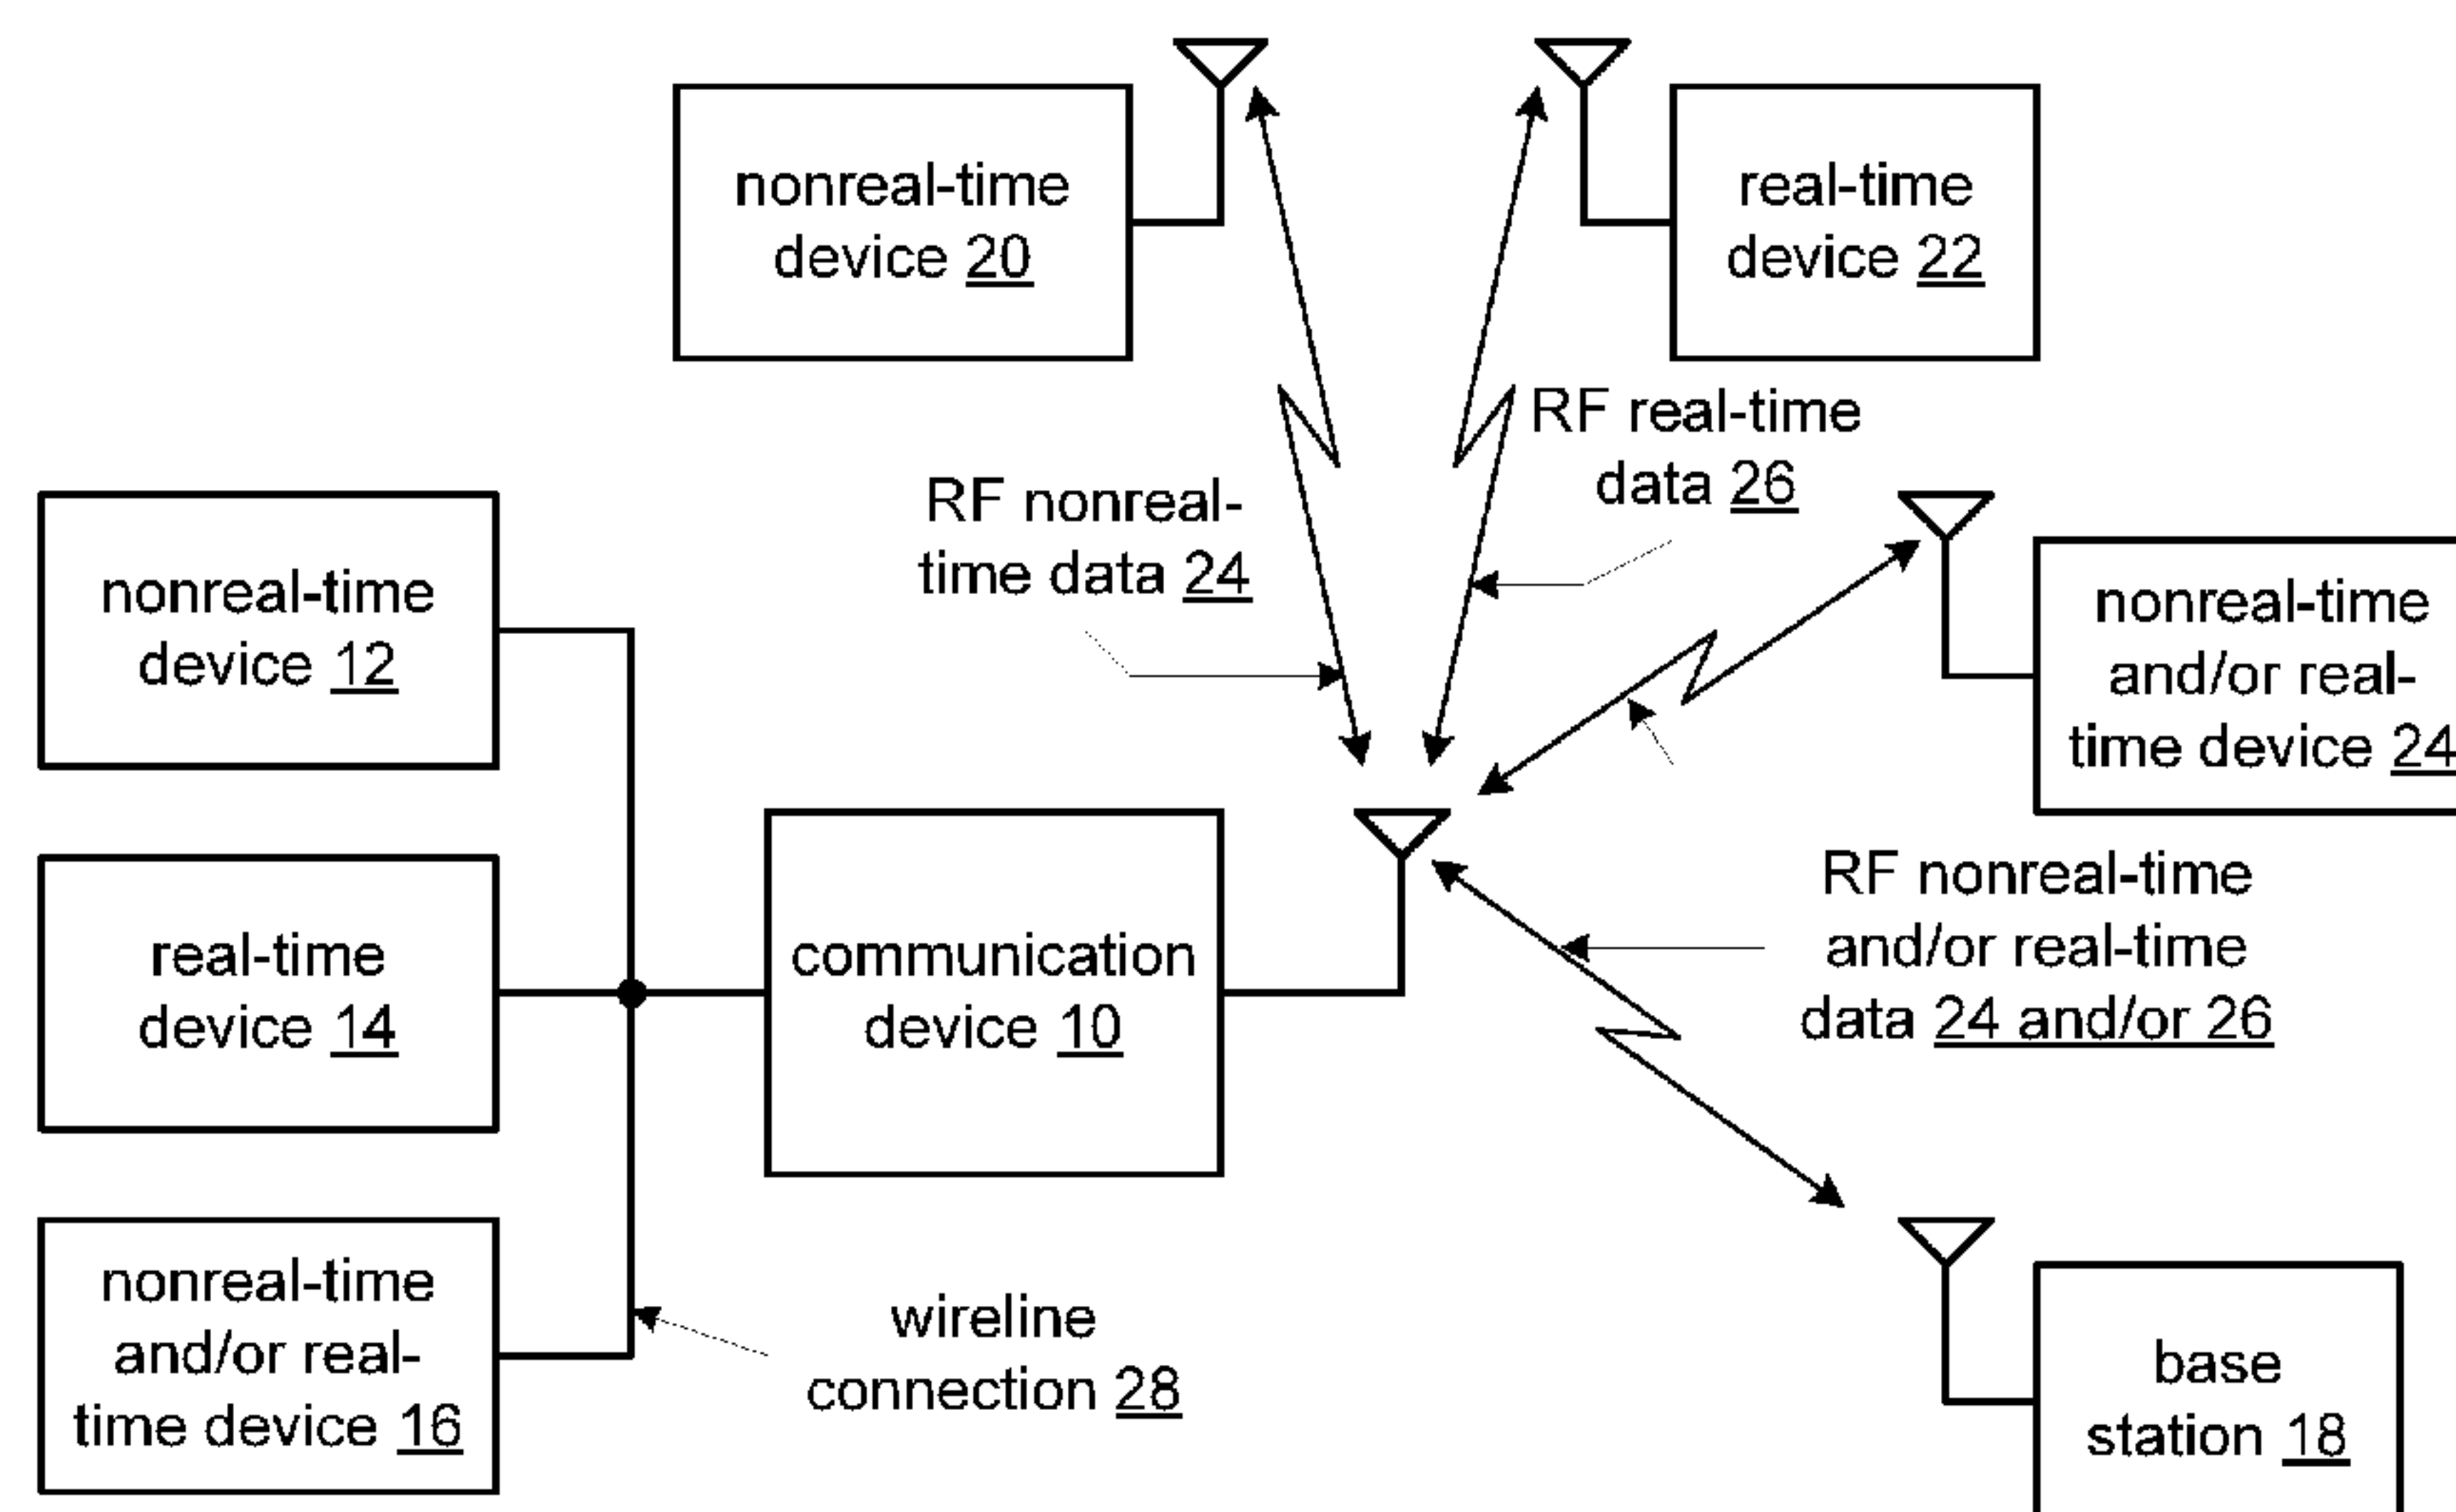 nonreal-time
device 20
real-time
device 22
RF real-time
data 26
RF nonreal-
time data 24
nonreal-time
device 12
nonreal-time
and/or real-
time device 24
real-time
device 14
communication
device 10
RF nonreal-time
and/or real-time
data 24 and/or 26
nonreal-time
and/or real-
time device 16
wireline
connection 28
base
station 18